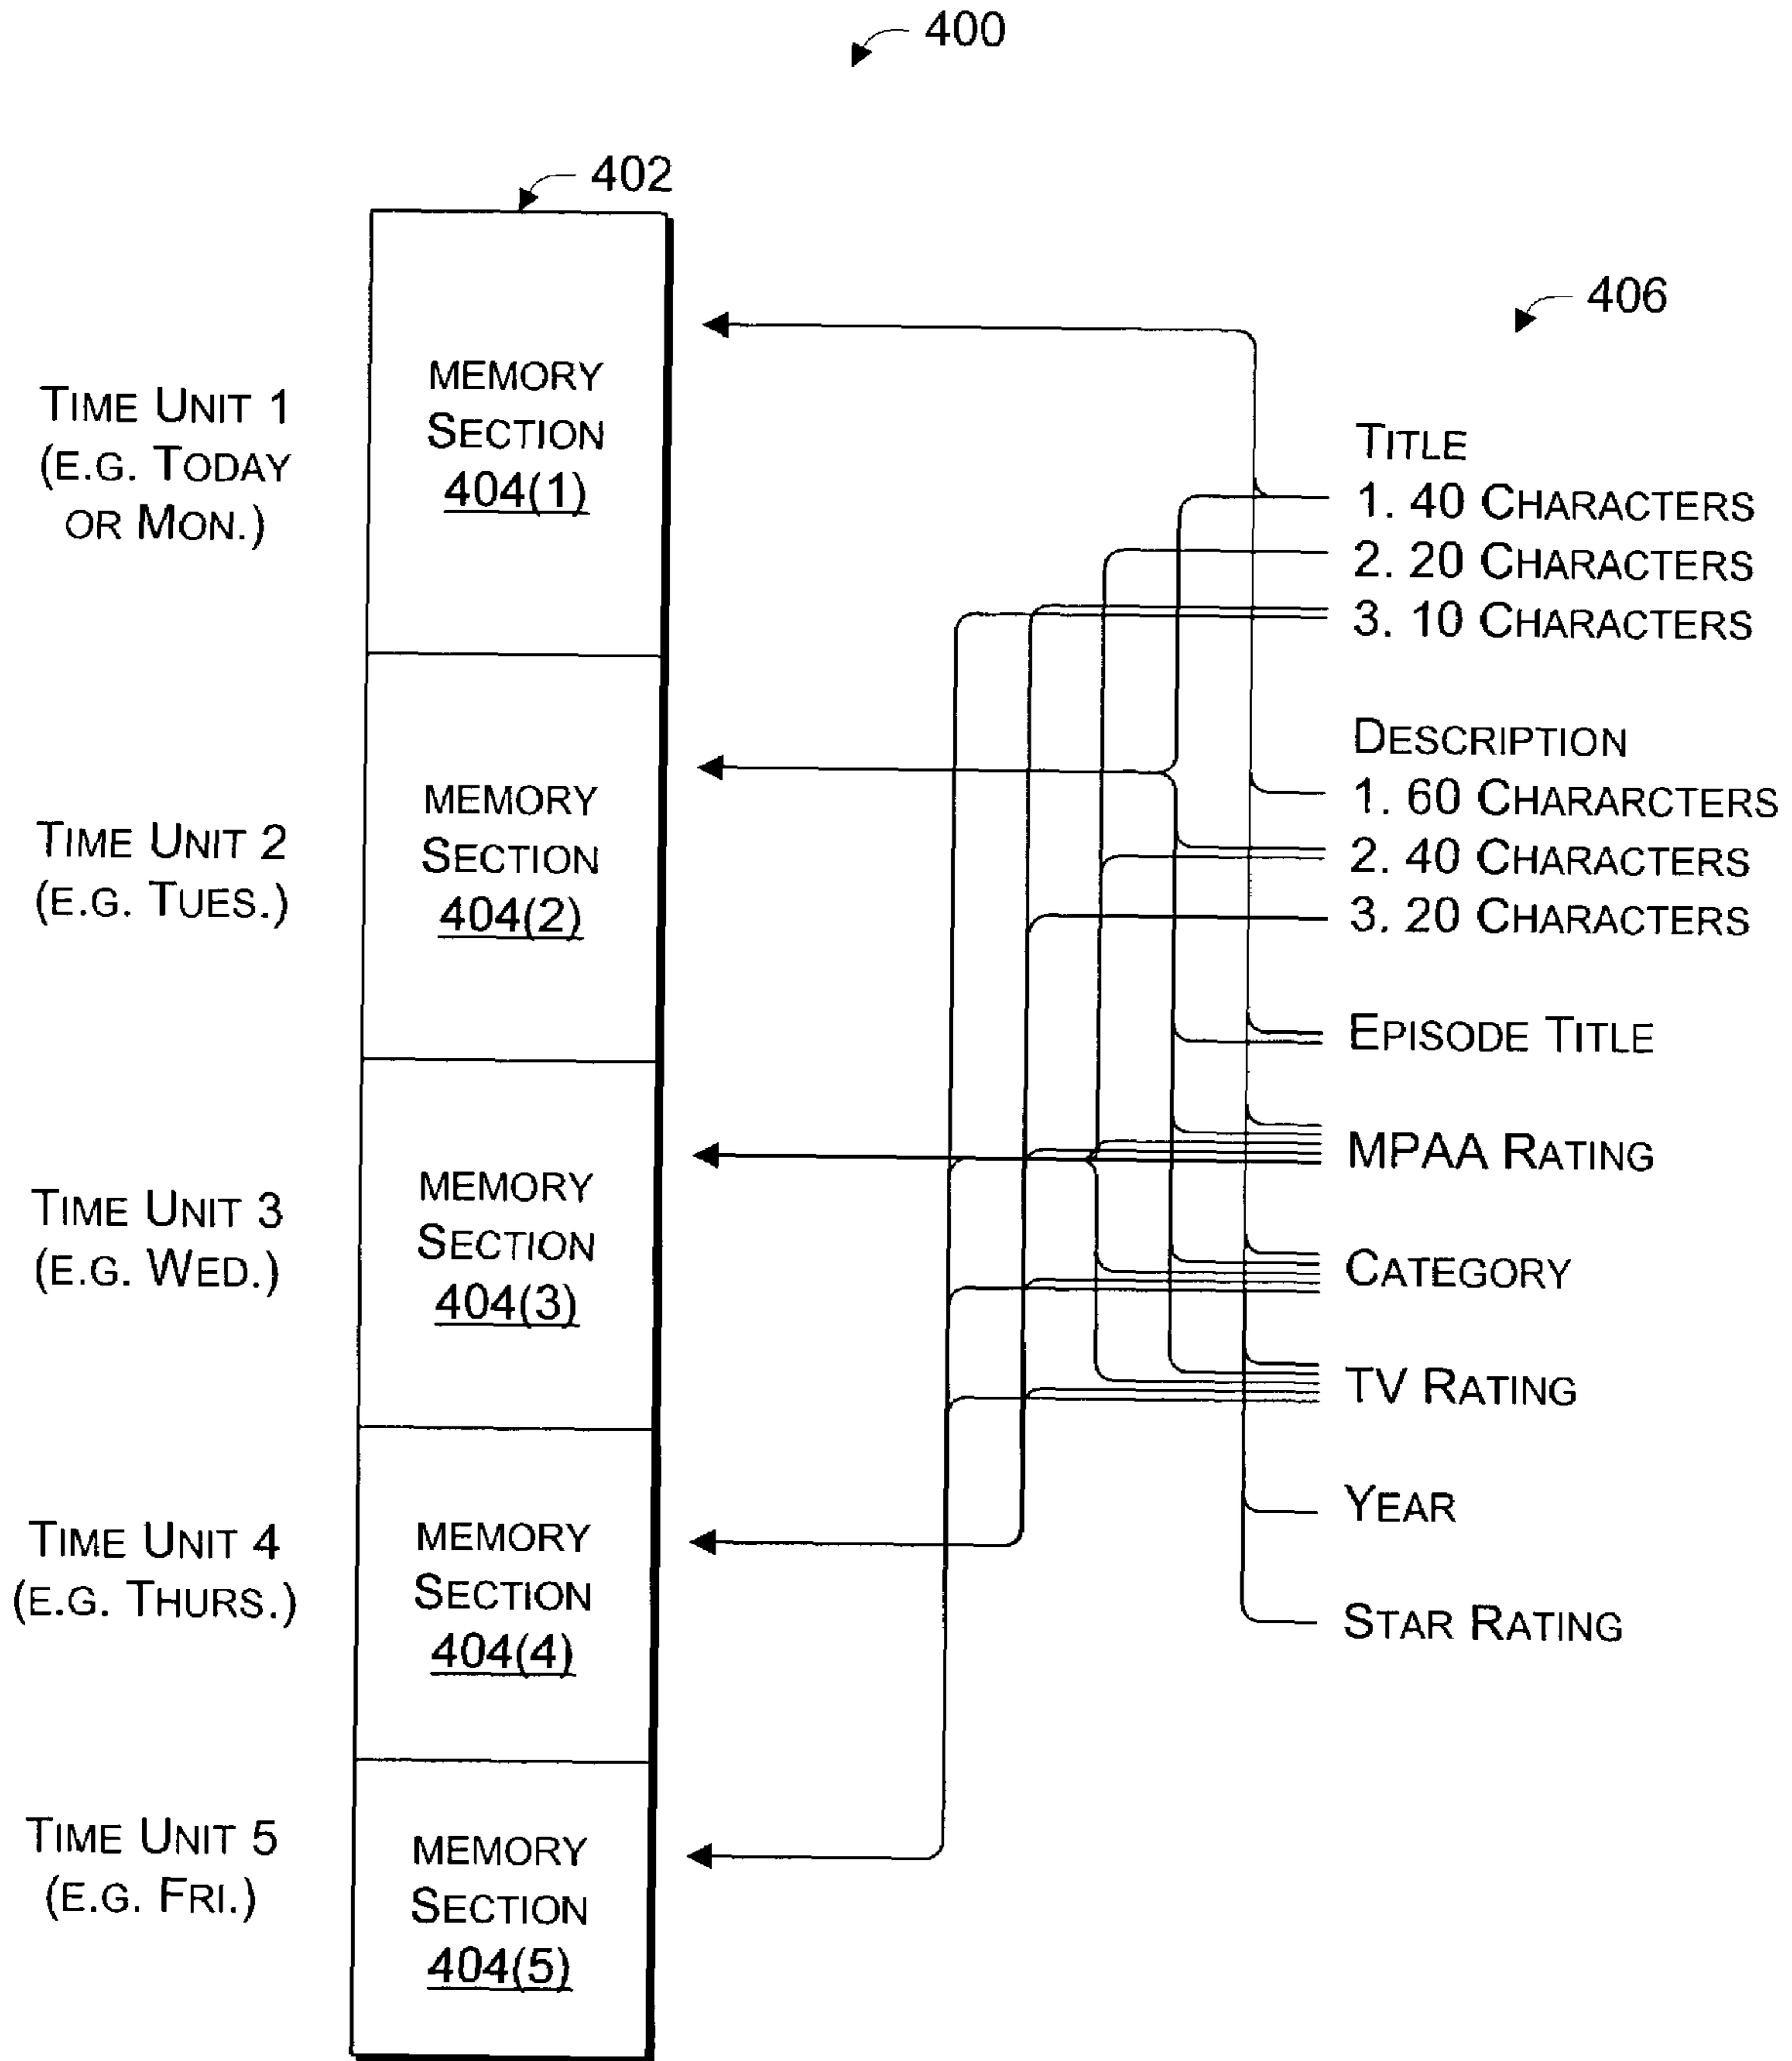 400
402
406
TIME UNIT 1
(E.G. TODAY
OR MON.)
MEMORY
SECTION
404(1)
TIME UNIT 2
(E.G. TUES.)
MEMORY
SECTION
404(2)
TIME UNIT 3
(E.G. WED.)
MEMORY
SECTION
404(3)
TIME UNIT 4
(E.G. THURS.)
MEMORY
SECTION
404(4)
TIME UNIT 5
(E.G. FRI.)
MEMORY
SECTION
404(5)
TITLE
1. 40 CHARACTERS
2. 20 CHARACTERS
3. 10 CHARACTERS
DESCRIPTION
1. 60 CHARARCTERS
2. 40 CHARACTERS
3. 20 CHARACTERS
EPISODE TITLE
MPAA RATING
CATEGORY
TV RATING
YEAR
STAR RATING